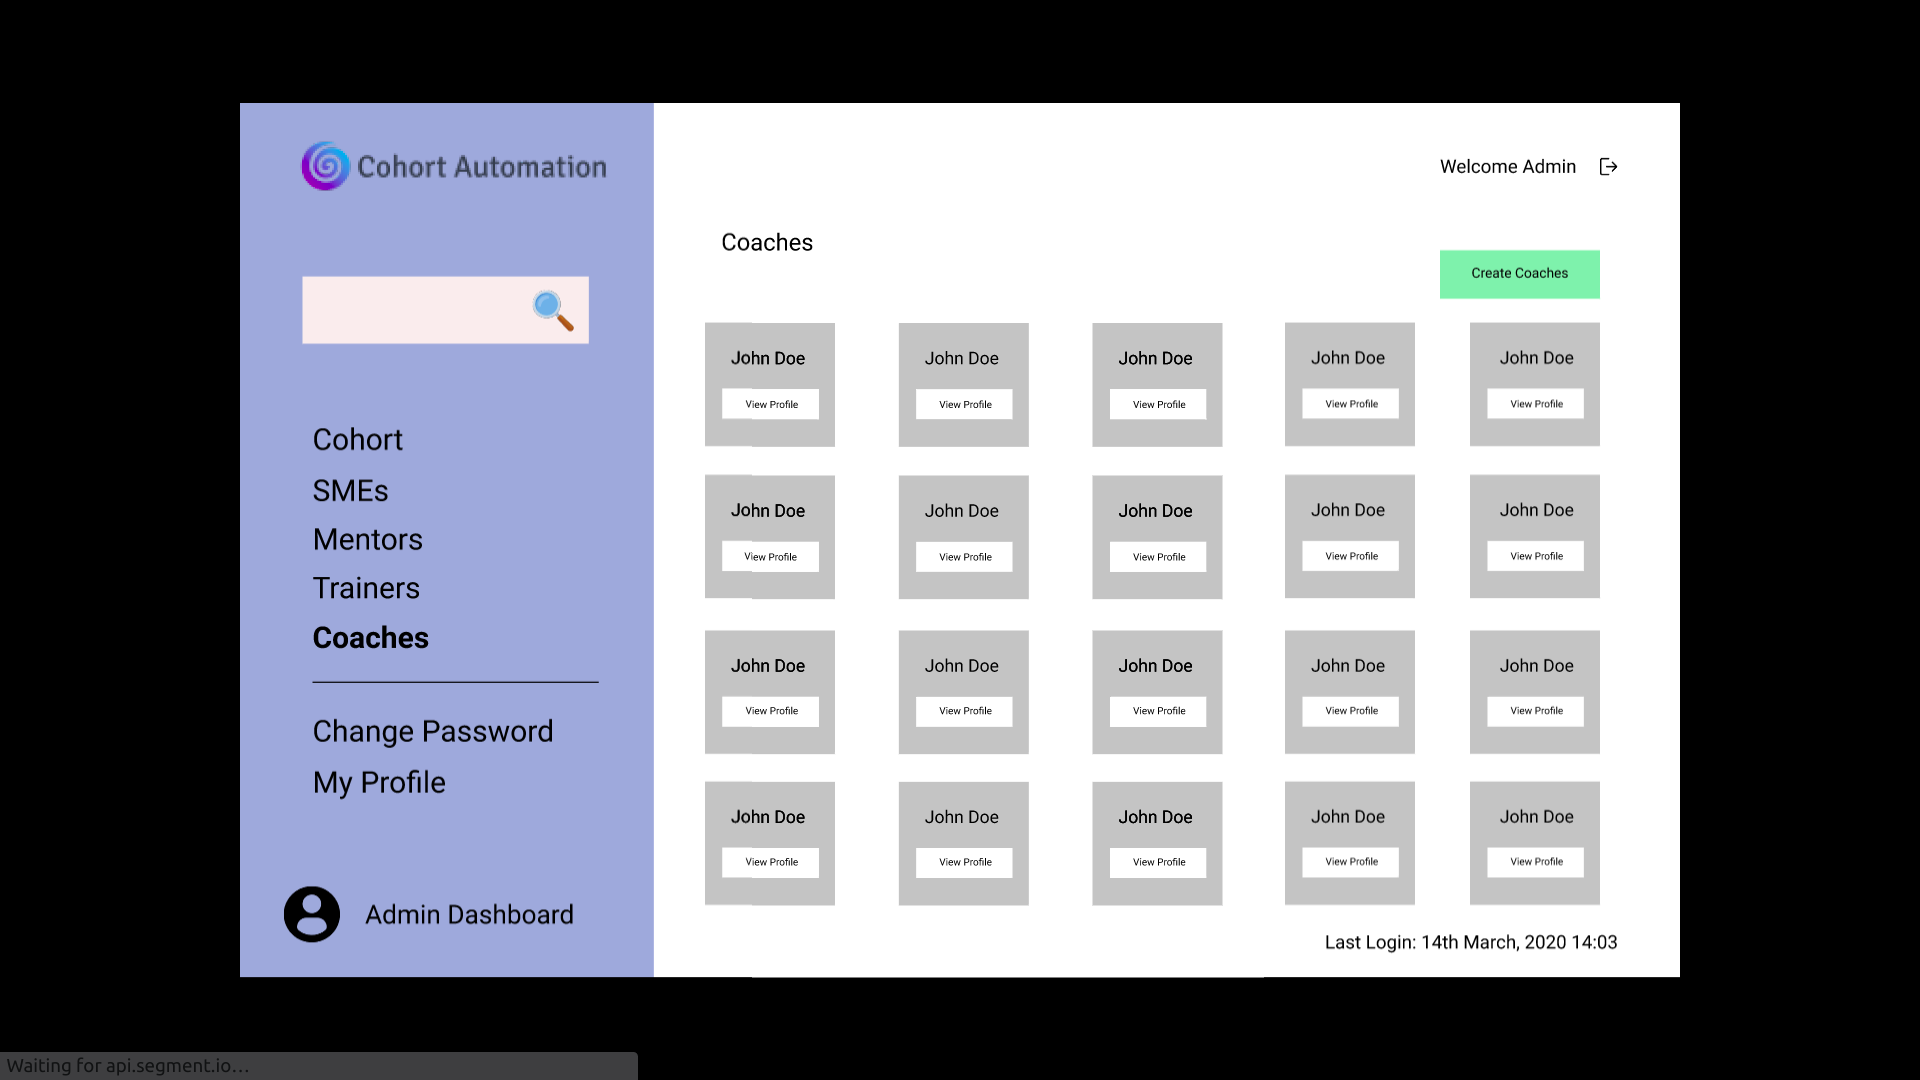 Cohort Automation
Welcome Admin
Coaches
Create Coaches
John Doe John Doe John Doe John Doe John Doe
View Profile View Profile View Profile View Profile View Profile
John Doe John Doe John Doe John Doe John Doe
View Profile View Profile View Profile View Profile View Profile
John Doe John Doe John Doe John Doe John Doe
View Profile View Profile View Profile View Profile View Profile
John Doe John Doe John Doe John Doe John Doe
View Profile View Profile View Profile View Profile View Profile
Cohort
SMEs
Mentors
Trainers
Coaches
Change Password
My Profile
Admin Dashboard
Last Login: 14th March, 2020 14:03
Waiting for api.segment.io...